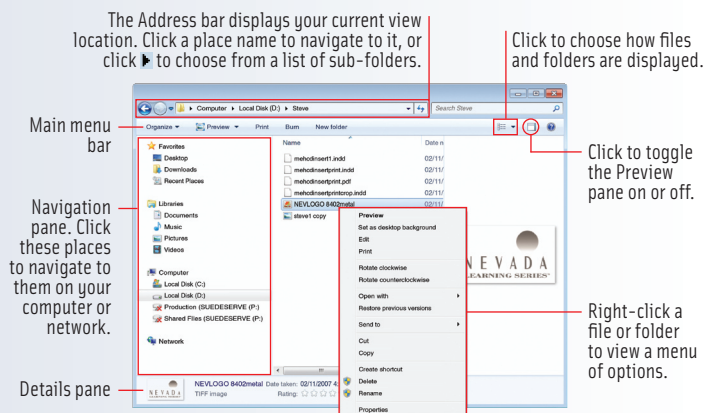 The Address bar displays your current view
location. Click a place name to navigate to it, or
click ▶ to choose from a list of sub-folders.
Click to choose how files
and folders are displayed.
Computer ▸ Local Disk (D:) ▸ Steve
Search Steve
Main menu
bar
Organize ▾ Preview ▾ Print Burn New folder
Click to toggle
the Preview
pane on or off.
Navigation
pane. Click
these places
to navigate to
them on your
computer or
network.
Favorites
Desktop
Downloads
Recent Places
Libraries
Documents
Music
Pictures
Videos
Computer
Local Disk (C:)
Local Disk (D:)
Production (SUEDESERVE (P:)
Shared Files (SUEDESERVE (P:)
Network
Name Date n
mehcdinsert1.indd 02/11/
mehcdinsertprint.indd 02/11/
mehcdinsertprint.pdf 02/11/
mehcdinsertprintcrop.indd 02/11/
NEVLOGO 8402metal 02/11/
steve1 copy
Preview
Set as desktop background
Edit
Print
Rotate clockwise
Rotate counterclockwise
Open with
Restore previous versions
Send to
Cut
Copy
Create shortcut
Delete
Rename
Properties
NEVADA
LEARNING SERIES
Right-click a
file or folder
to view a menu
of options.
Details pane
NEVADA
NEVLOGO 8402metal Date taken: 02/11/2007 4:
TIFF image Rating: